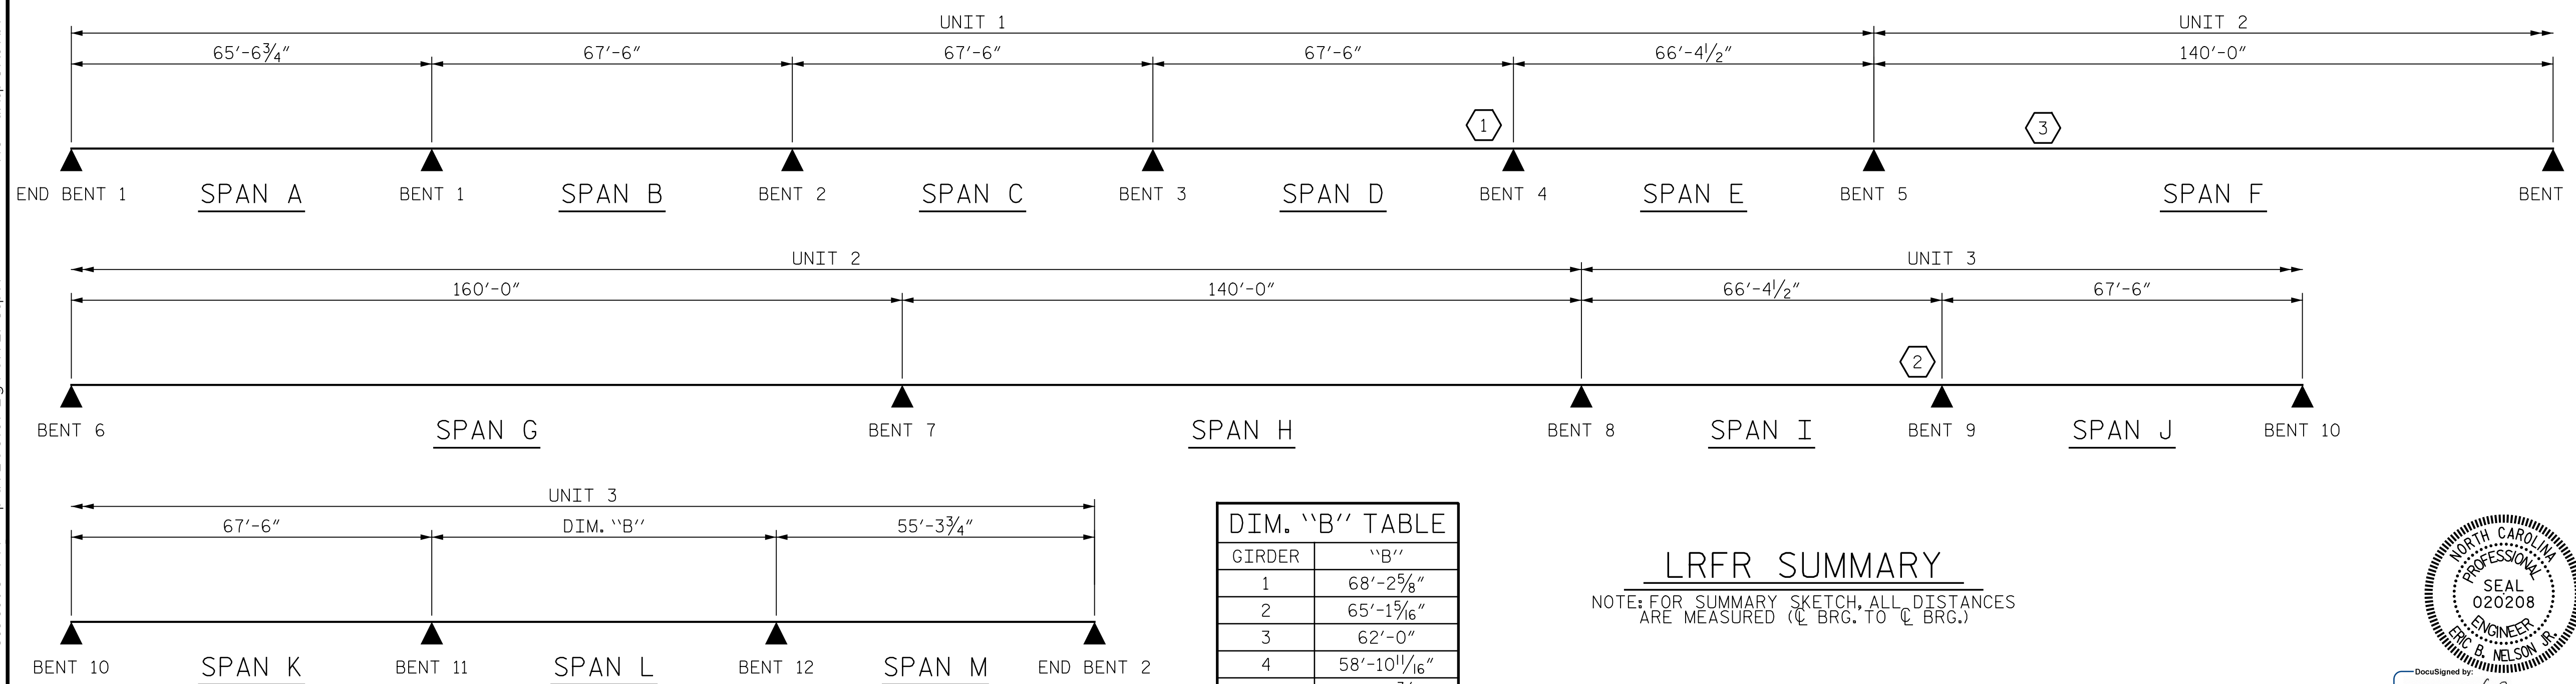 UNIT 1 UNIT 2
65'-6¾" 67'-6" 67'-6" 67'-6" 66'-4½" 140'-0"
1 3
END BENT 1 BENT 1 BENT 2 BENT 3 BENT 4 BENT 5 BENT
SPAN A SPAN B SPAN C SPAN D SPAN E SPAN F
UNIT 2 UNIT 3
160'-0" 140'-0" 66'-4½" 67'-6"
2
BENT 6 BENT 7 BENT 8 BENT 9 BENT 10
SPAN G SPAN H SPAN I SPAN J
UNIT 3
67'-6" DIM. "B" 55'-3¾"
BENT 10 BENT 11 BENT 12 END BENT 2
SPAN K SPAN L SPAN M
DIM. "B" TABLE
GIRDER "B"
1 68'-2⅝"
2 65'-1 5/16"
3 62'-0"
4 58'-10 11/16"
LRFR SUMMARY
NOTE: FOR SUMMARY SKETCH, ALL DISTANCES
ARE MEASURED (℄ BRG. TO ℄ BRG.)
NORTH CAROLINA
PROFESSIONAL
SEAL
020208
ENGINEER
ERIC B. NELSON JR.
DocuSigned by: